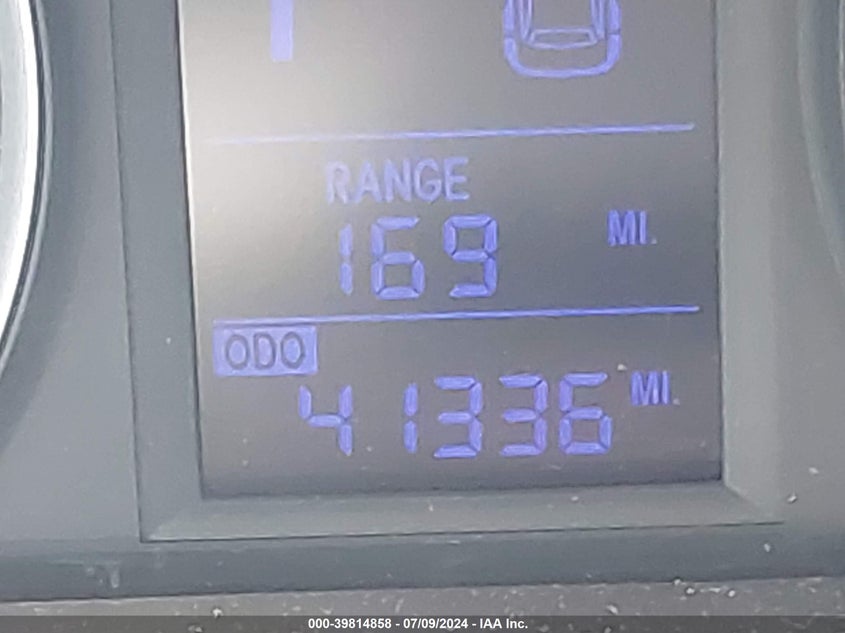 RANGE
169 MI.
ODO
41336 MI.
000-39814858 - 07/09/2024 - IAA Inc.